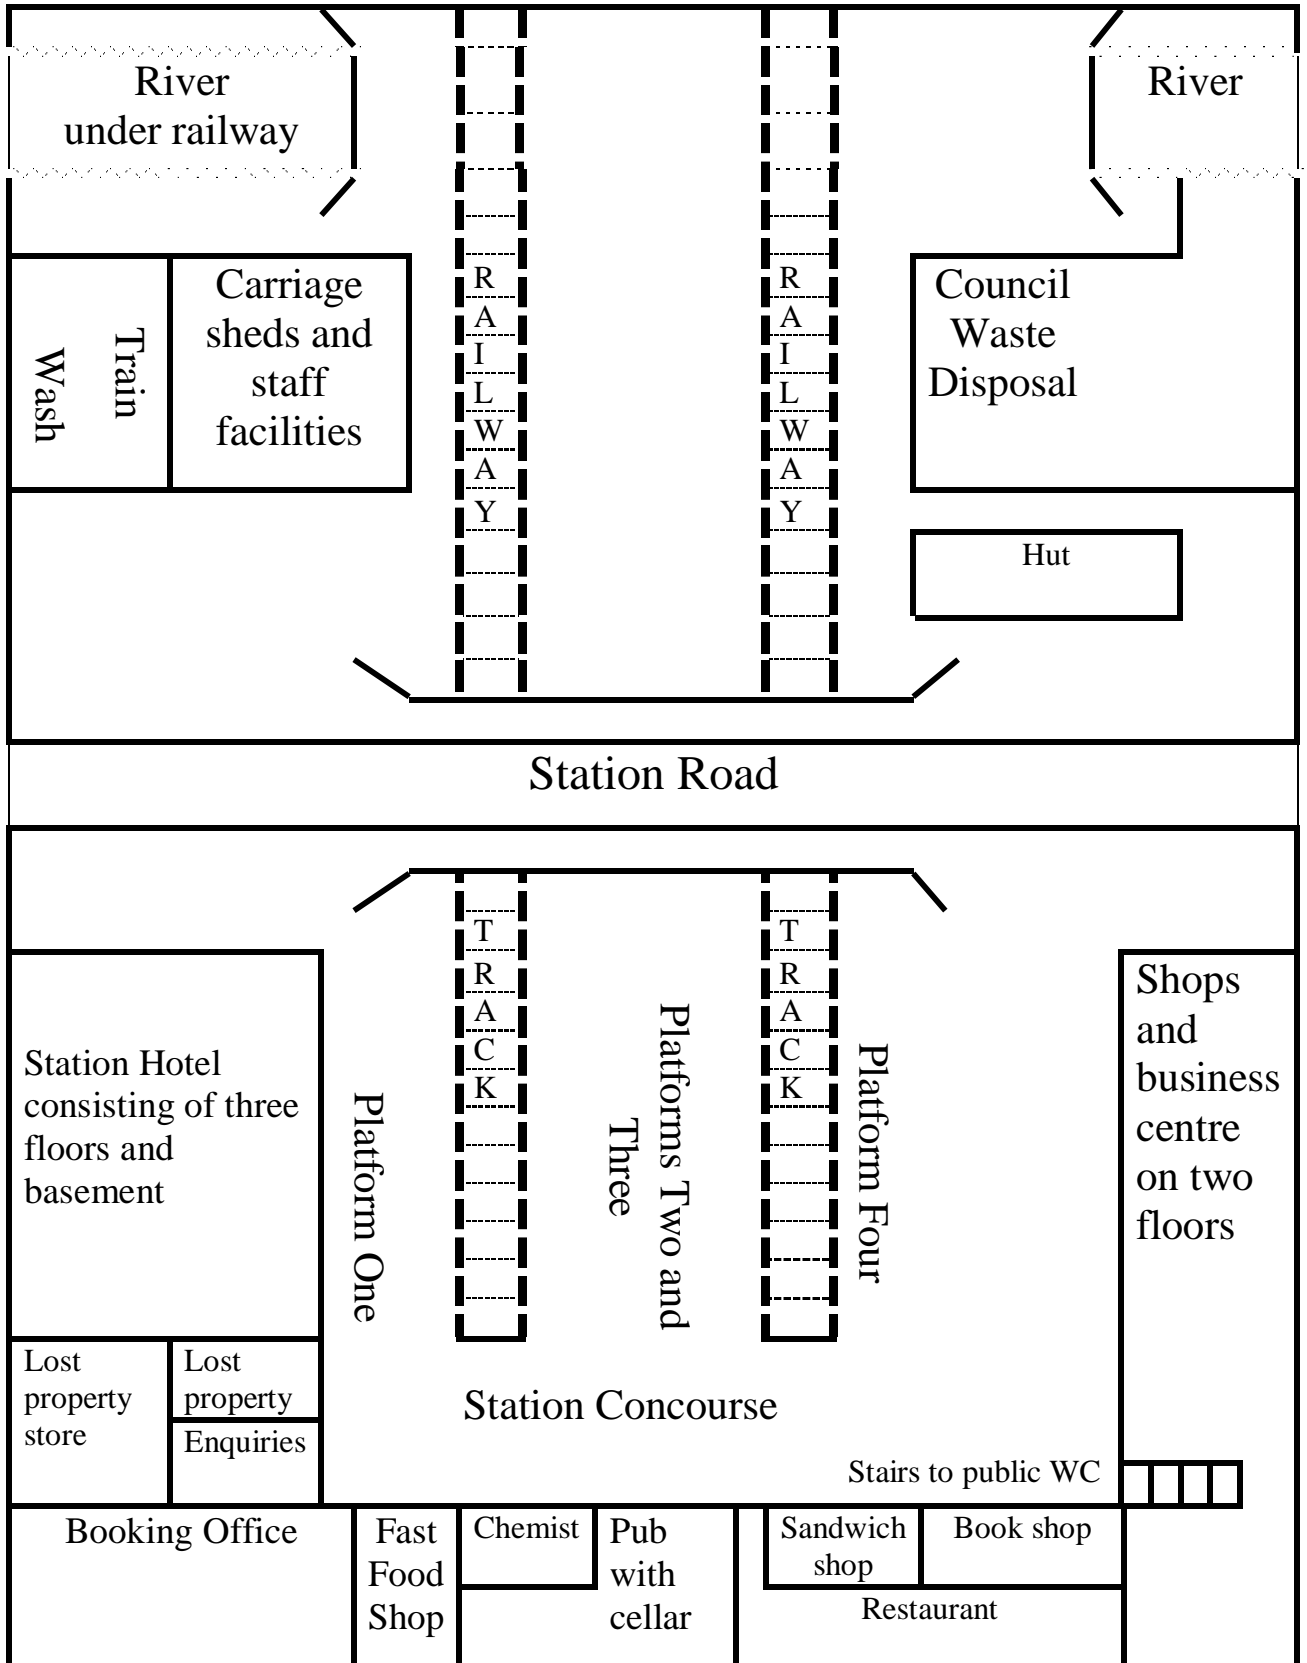 River
under railway
River
Train
Wash
Carriage
sheds and
staff
facilities
R
A
I
L
W
A
Y
R
A
I
L
W
A
Y
Council
Waste
Disposal
Hut
Station Road
Station Hotel
consisting of three
floors and
basement
Platform One
T
R
A
C
K
Platforms Two and
Three
T
R
A
C
K
Platform Four
Shops
and
business
centre
on two
floors
Lost
property
store
Lost
property
Enquiries
Station Concourse
Stairs to public WC
Booking Office
Fast
Food
Shop
Chemist
Pub
with
cellar
Sandwich
shop
Book shop
Restaurant